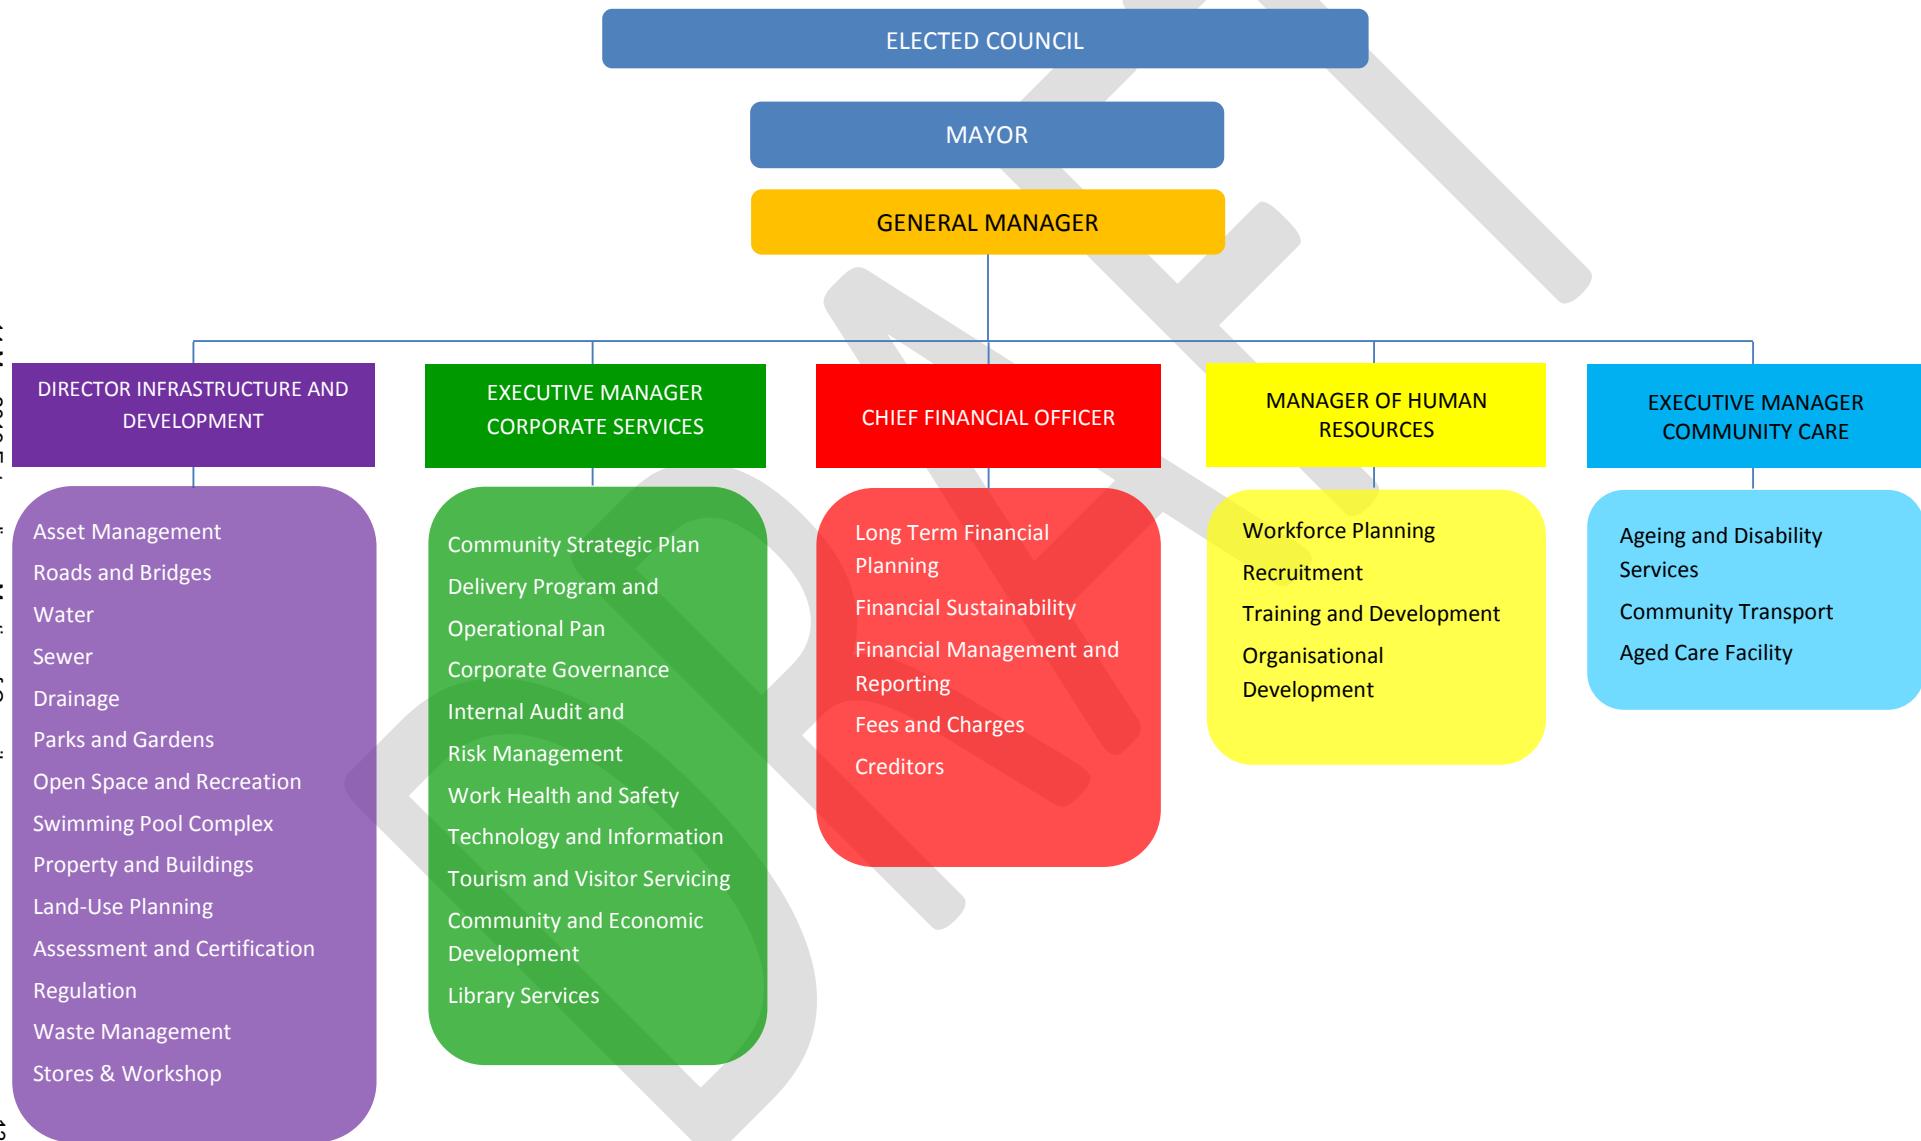 ELECTED COUNCIL
MAYOR
GENERAL MANAGER
DIRECTOR INFRASTRUCTURE AND
DEVELOPMENT
EXECUTIVE MANAGER
CORPORATE SERVICES
CHIEF FINANCIAL OFFICER
MANAGER OF HUMAN
RESOURCES
EXECUTIVE MANAGER
COMMUNITY CARE
Asset Management
Roads and Bridges
Water
Sewer
Drainage
Parks and Gardens
Open Space and Recreation
Swimming Pool Complex
Property and Buildings
Land-Use Planning
Assessment and Certification
Regulation
Waste Management
Stores & Workshop
Community Strategic Plan
Delivery Program and
Operational Pan
Corporate Governance
Internal Audit and
Risk Management
Work Health and Safety
Technology and Information
Tourism and Visitor Servicing
Community and Economic
Development
Library Services
Long Term Financial
Planning
Financial Sustainability
Financial Management and
Reporting
Fees and Charges
Creditors
Workforce Planning
Recruitment
Training and Development
Organisational
Development
Ageing and Disability
Services
Community Transport
Aged Care Facility
DRAFT